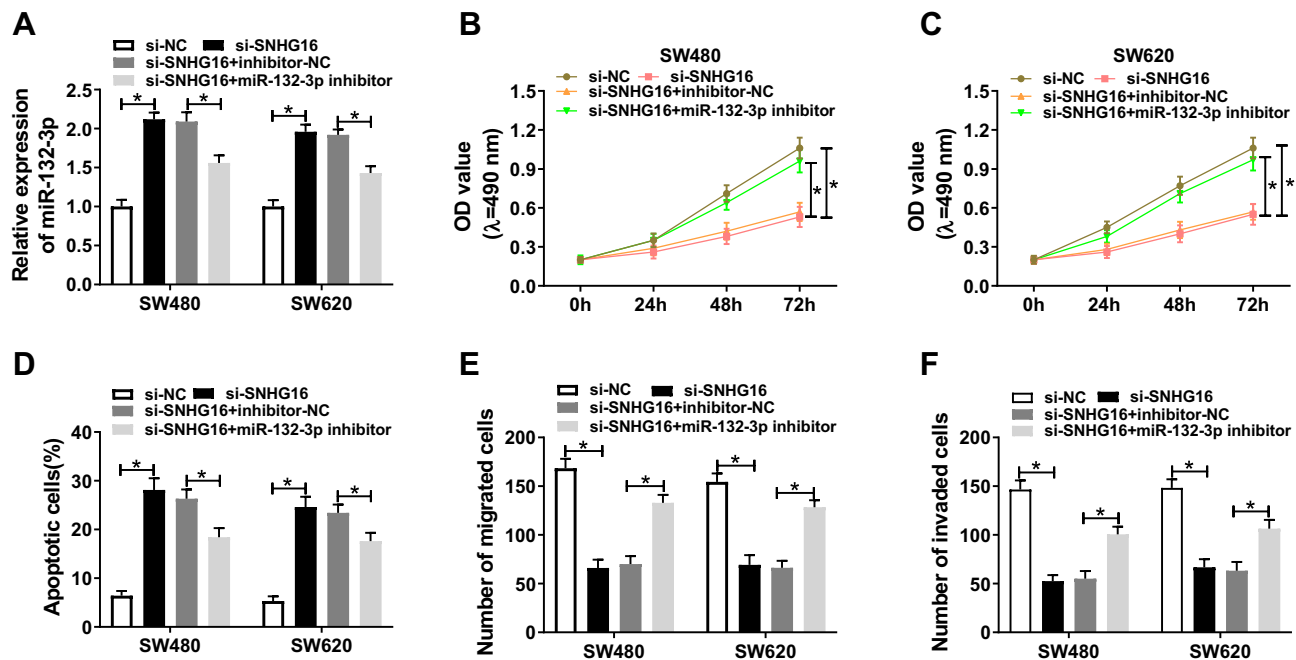 A
si-NC si-SNHG16
si-SNHG16+inhibitor-NC
si-SNHG16+miR-132-3p inhibitor
Relative expression
of miR-132-3p
2.5
2.0
1.5
1.0
0.5
0.0
* * * *
SW480 SW620
B
SW480
si-NC si-SNHG16
si-SNHG16+inhibitor-NC
si-SNHG16+miR-132-3p inhibitor
OD value
(λ=490 nm)
1.5
1.2
0.9
0.6
0.3
0.0
* *
0h 24h 48h 72h
C
SW620
si-NC si-SNHG16
si-SNHG16+inhibitor-NC
si-SNHG16+miR-132-3p inhibitor
OD value
(λ=490 nm)
1.5
1.2
0.9
0.6
0.3
0.0
* *
0h 24h 48h 72h
D
si-NC si-SNHG16
si-SNHG16+inhibitor-NC
si-SNHG16+miR-132-3p inhibitor
Apoptotic cells(%)
40
30
20
10
0
* * * *
SW480 SW620
E
si-NC si-SNHG16
si-SNHG16+inhibitor-NC
si-SNHG16+miR-132-3p inhibitor
Number of migrated cells
200
150
100
50
0
* * * *
SW480 SW620
F
si-NC si-SNHG16
si-SNHG16+inhibitor-NC
si-SNHG16+miR-132-3p inhibitor
Number of invaded cells
200
150
100
50
0
* * * *
SW480 SW620